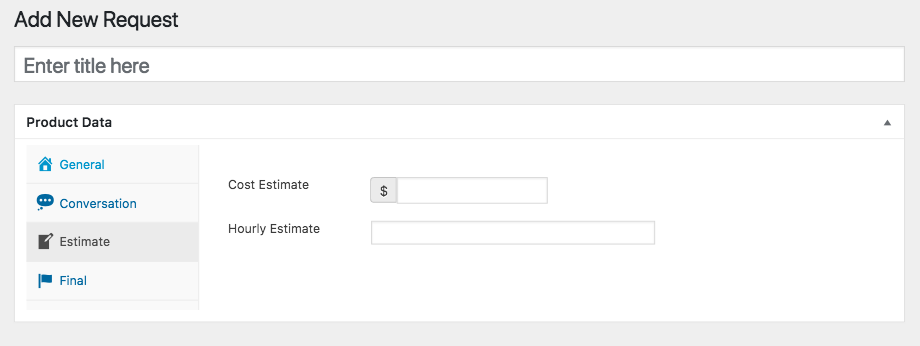 Add New Request
Enter title here
Product Data
General
Conversation
Estimate
Final
Cost Estimate
$
Hourly Estimate